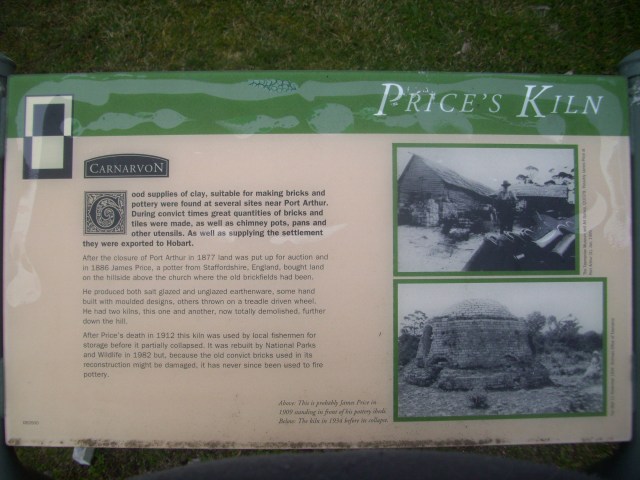 PRICE'S KILN
CARNARVON
Good supplies of clay, suitable for making bricks and
pottery were found at several sites near Port Arthur.
During convict times great quantities of bricks and
tiles were made, as well as chimney pots, pans and
other utensils. As well as supplying the settlement
they were exported to Hobart.
After the closure of Port Arthur in 1877 land was put up for auction and
in 1886 James Price, a potter from Staffordshire, England, bought land
on the hillside above the where the old brickfields had been.
He produced both salt glazed and unglazed earthenware, some hand
built with moulded designs, others thrown on a treadle driven wheel.
He had two kilns, this one and another, now totally demolished, further
down the hill.
After Price's death in 1912 this kiln was used by local fishermen for
storage before it partially collapsed. It was rebuilt by National Parks
and Wildlife in 1982 but, because the old convict bricks used in its
reconstruction might be damaged, it has never since been used to fire
pottery.
Above- This is probably James Price in
1909 standing in front of his pottery sheds
Below- The kiln in 1934 before its collapse.